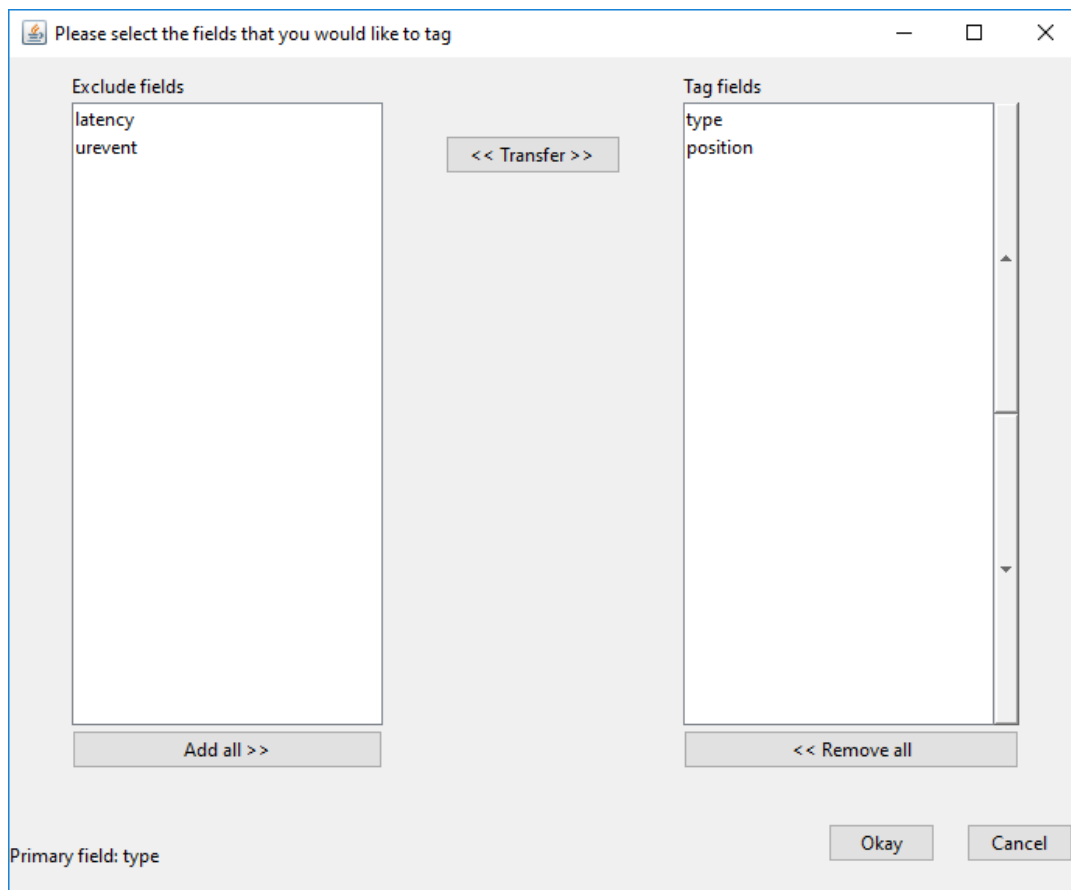 Please select the fields that you would like to tag
Exclude fields
latency
urevent
<< Transfer >>
Tag fields
type
position
Add all >>
<< Remove all
Okay
Cancel
Primary field: type